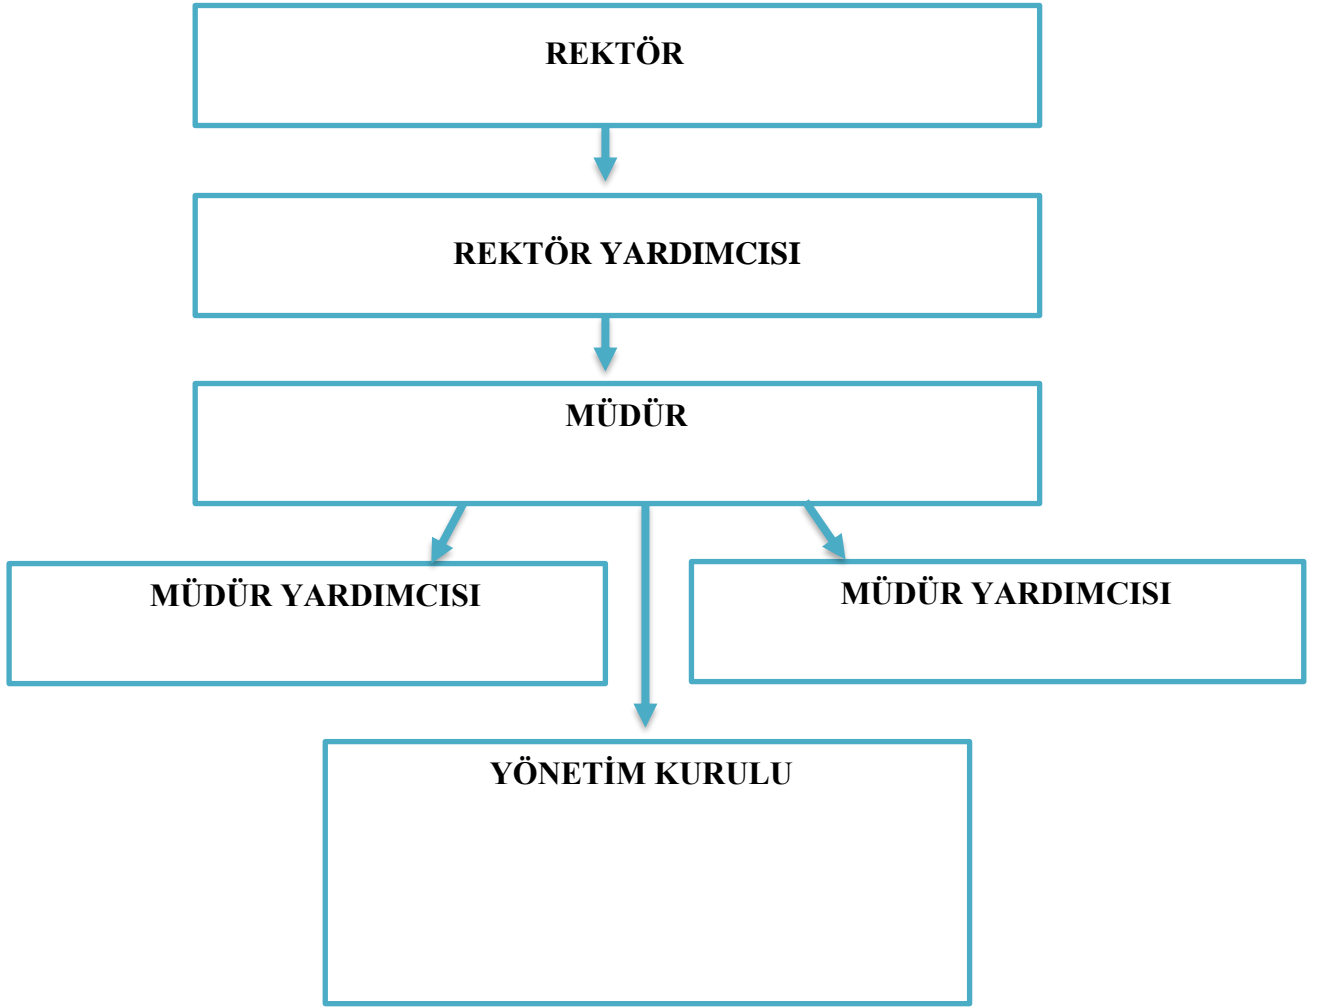 REKTÖR
REKTÖR YARDIMCISI
MÜDÜR
MÜDÜR YARDIMCISI
MÜDÜR YARDIMCISI
YÖNETİM KURULU